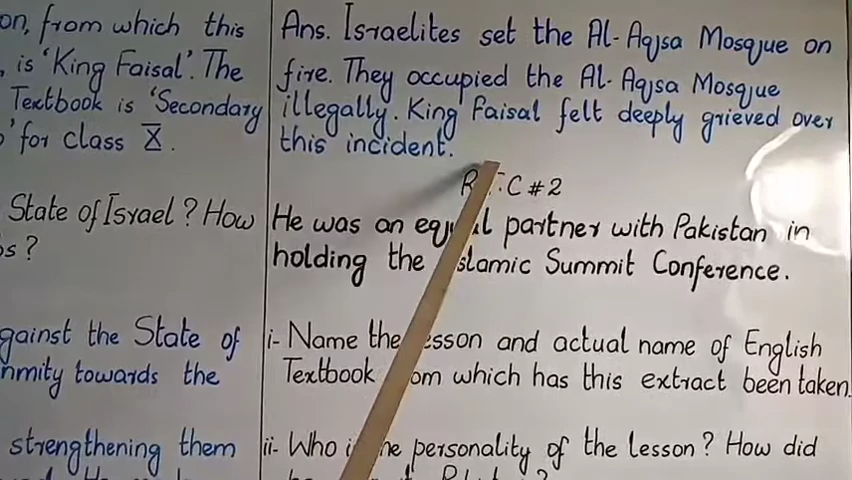 on, from which this
, is 'King Faisal'. The
Textbook is 'Secondary
' for class X.
State of Israel? How
s?
against the State of
nmity towards the
strengthening them
Ans. Israelites set the Al-Aqsa Mosque on
fire. They occupied the Al-Aqsa Mosque
illegally. King Faisal felt deeply grieved over
this incident.
C #2
He was an equal partner with Pakistan in
holding the Islamic Summit Conference.
i- Name the lesson and actual name of English
Textbook from which has this extract been taken.
ii- Who is the personality of the lesson? How did